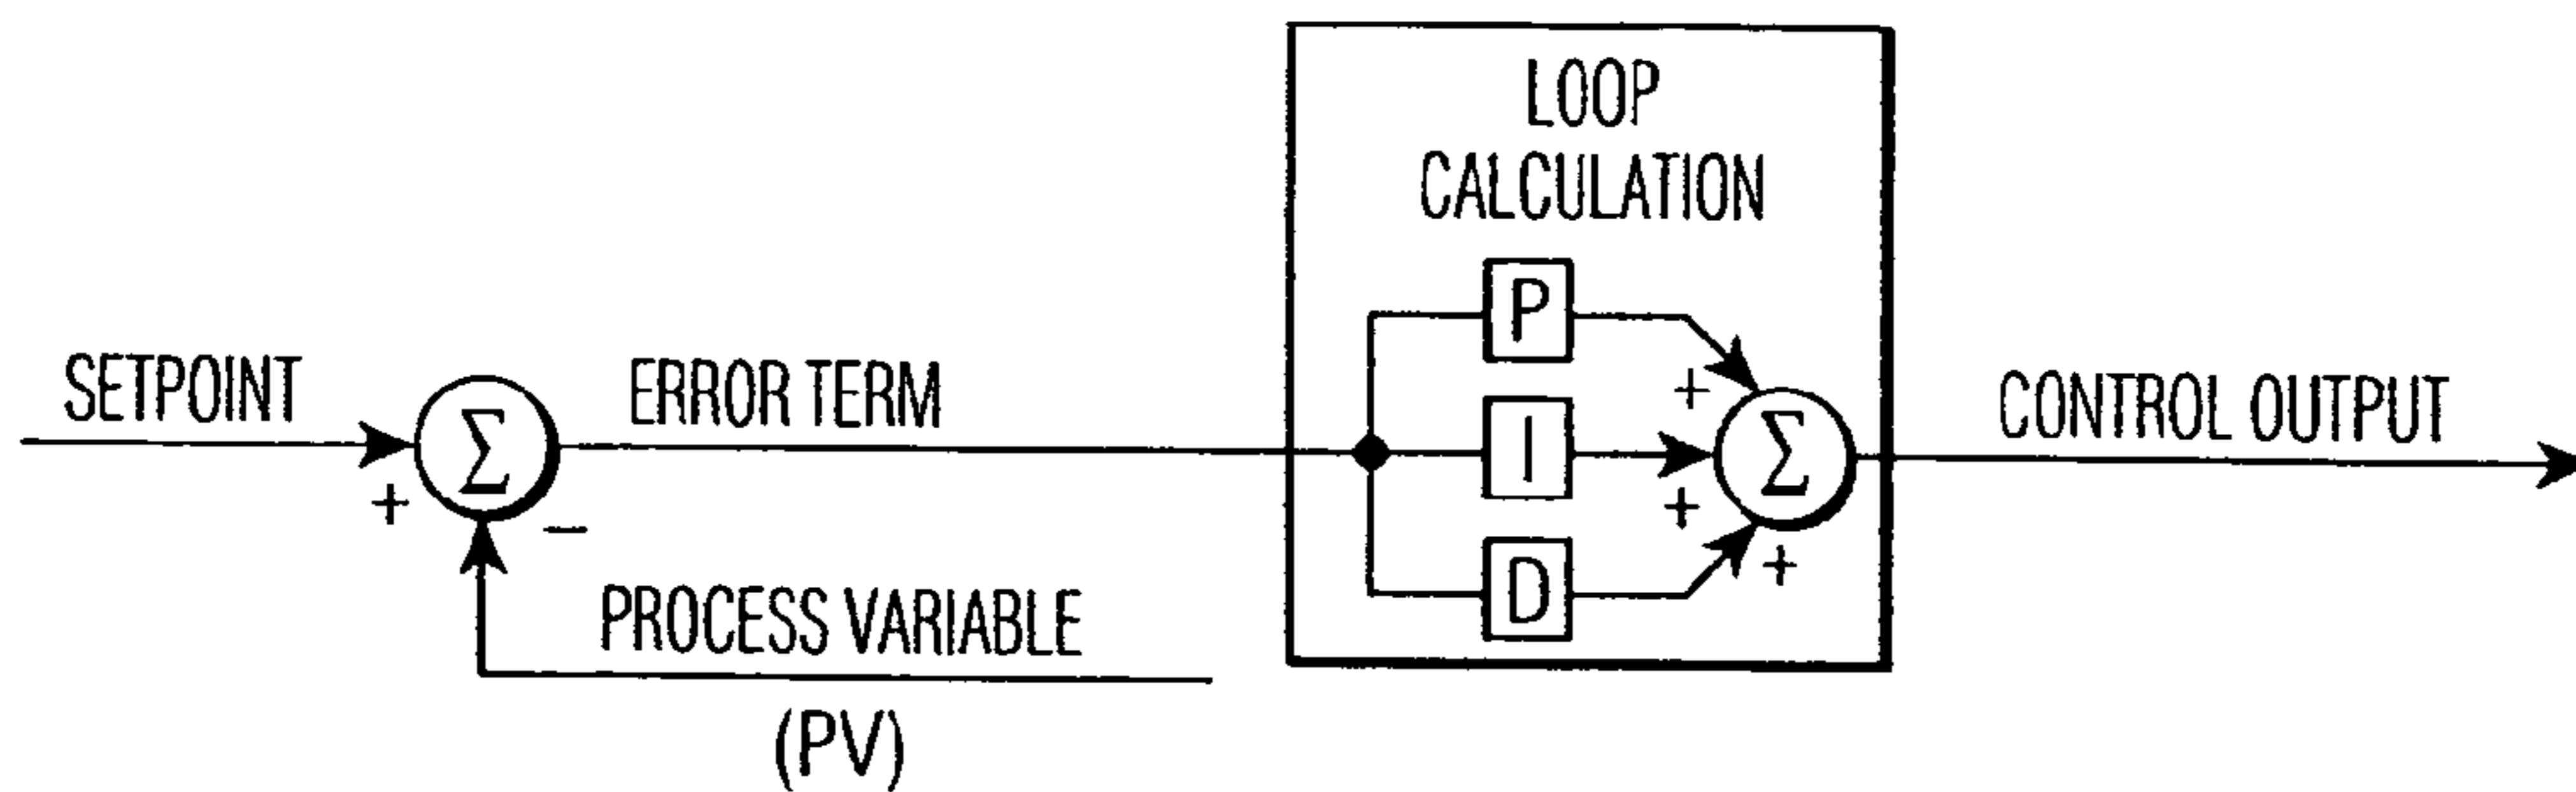 LOOP
CALCULATION
P
SETPOINT
ERROR TERM
+
Σ
I
+
Σ
CONTROL OUTPUT
+
−
+
D
+
PROCESS VARIABLE
(PV)